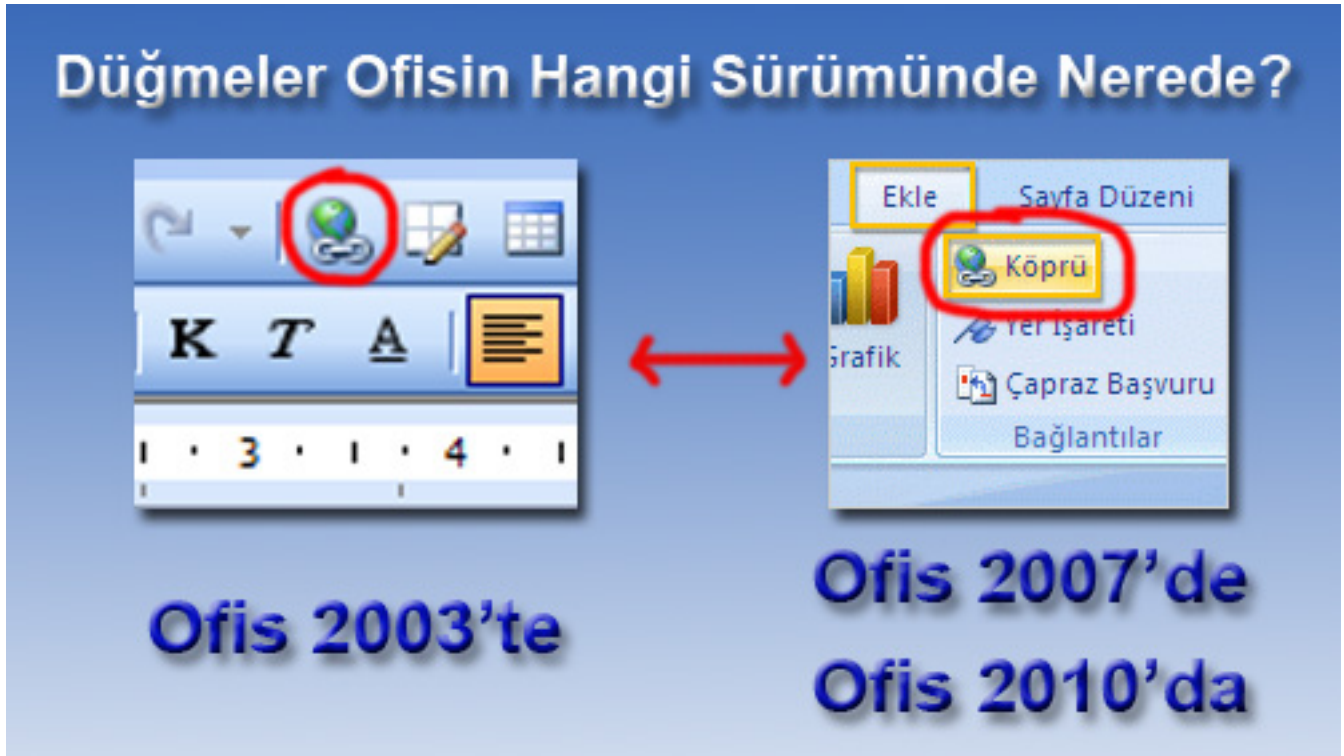 Düğmeler Ofisin Hangi Sürümünde Nerede?
K T A
3 4
Ekle Sayfa Düzeni
Köprü
Yer İşareti
Grafik
Çapraz Başvuru
Bağlantılar
Ofis 2003’te
Ofis 2007’de
Ofis 2010’da